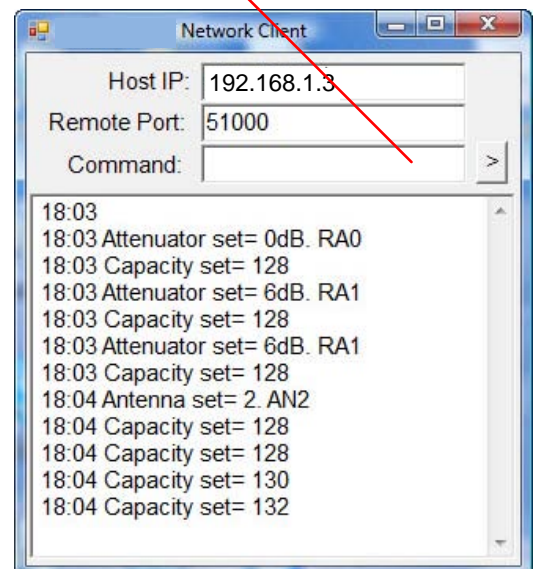 Network Client
Host IP: 192.168.1.3
Remote Port: 51000
Command: >
18:03
18:03 Attenuator set= 0dB. RA0
18:03 Capacity set= 128
18:03 Attenuator set= 6dB. RA1
18:03 Capacity set= 128
18:03 Attenuator set= 6dB. RA1
18:03 Capacity set= 128
18:04 Antenna set= 2. AN2
18:04 Capacity set= 128
18:04 Capacity set= 128
18:04 Capacity set= 130
18:04 Capacity set= 132